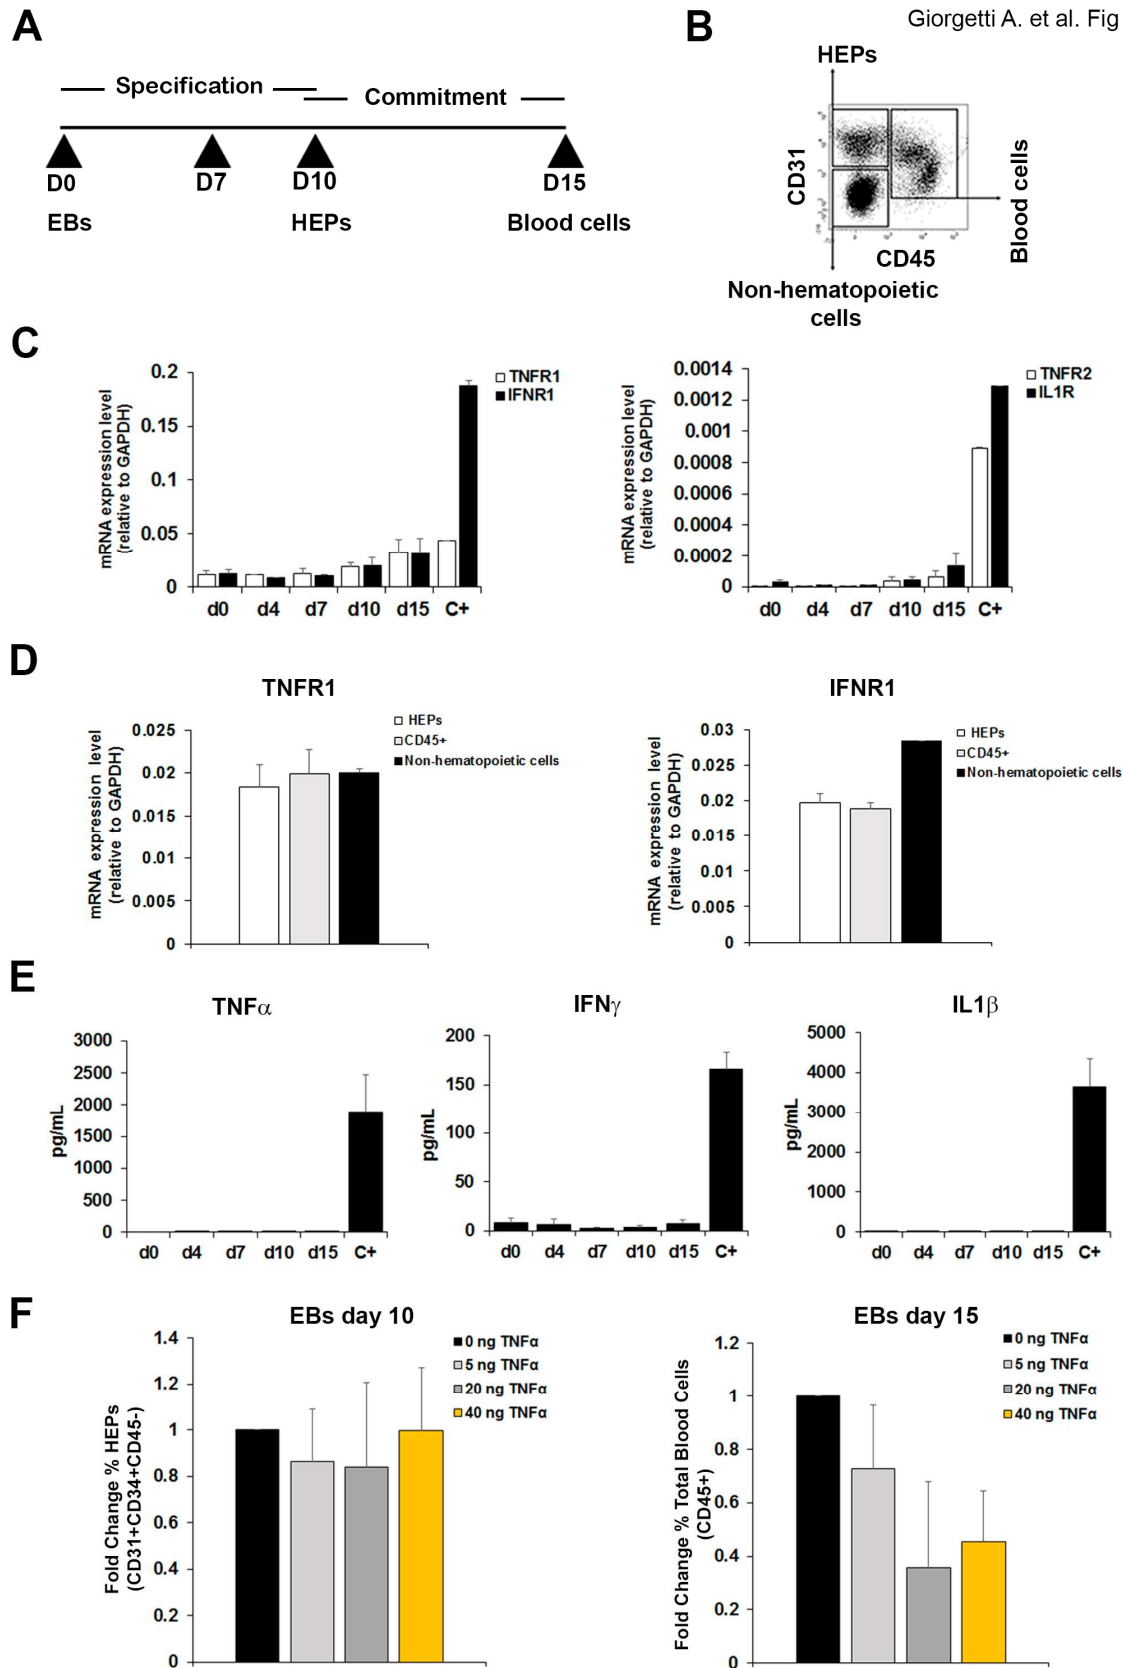 A
B
Giorgetti A. et al. Fig
Specification
Commitment
D0
D7
D10
D15
EBs
HEPs
Blood cells
HEPs
CD31
CD45
Blood cells
Non-hematopoietic
cells
C
mRNA expression level
(relative to GAPDH)
0.2
0.15
0.1
0.05
0
d0 d4 d7 d10 d15 C+
TNFR1
IFNR1
mRNA expression level
(relative to GAPDH)
0.0014
0.0012
0.001
0.0008
0.0006
0.0004
0.0002
0
d0 d4 d7 d10 d15 C+
TNFR2
IL1R
D
TNFR1
mRNA expression level
(relative to GAPDH)
0.025
0.02
0.015
0.01
0.005
0
HEPs
CD45+
Non-hematopoietic cells
IFNR1
mRNA expression level
(relative to GAPDH)
0.03
0.025
0.02
0.015
0.01
0.005
0
HEPs
CD45+
Non-hematopoietic cells
E
TNFα
pg/mL
3000
2500
2000
1500
1000
500
0
d0 d4 d7 d10 d15 C+
IFNγ
pg/mL
200
150
100
50
0
d0 d4 d7 d10 d15 C+
IL1β
pg/mL
5000
4000
3000
2000
1000
0
d0 d4 d7 d10 d15 C+
F
EBs day 10
Fold Change % HEPs
(CD31+CD34+CD45-)
1.4
1.2
1
0.8
0.6
0.4
0.2
0
0 ng TNFα
5 ng TNFα
20 ng TNFα
40 ng TNFα
EBs day 15
Fold Change % Total Blood Cells
(CD45+)
1.2
1
0.8
0.6
0.4
0.2
0
0 ng TNFα
5 ng TNFα
20 ng TNFα
40 ng TNFα